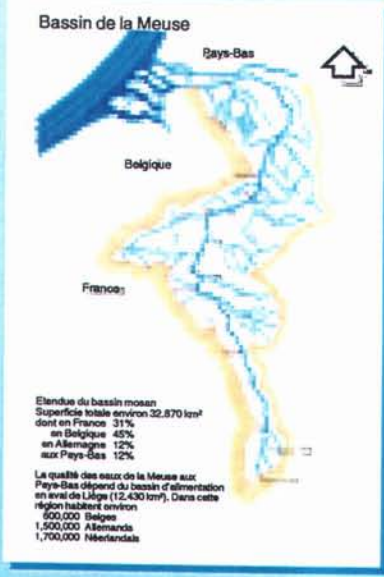 Bassin de la Meuse
Pays-Bas
Belgique
France
Etendue du bassin mosan
Superficie totale environ 32.870 km²
dont en France 31%
en Belgique 45%
en Allemagne 12%
aux Pays-Bas 12%
La qualité des eaux de la Meuse aux
Pays-Bas dépend du bassin d'alimentation
en aval de Liège (12.430 km²). Dans cette
région habitent environ
600,000 Belges
1,500,000 Allemands
1,700,000 Néerlandais